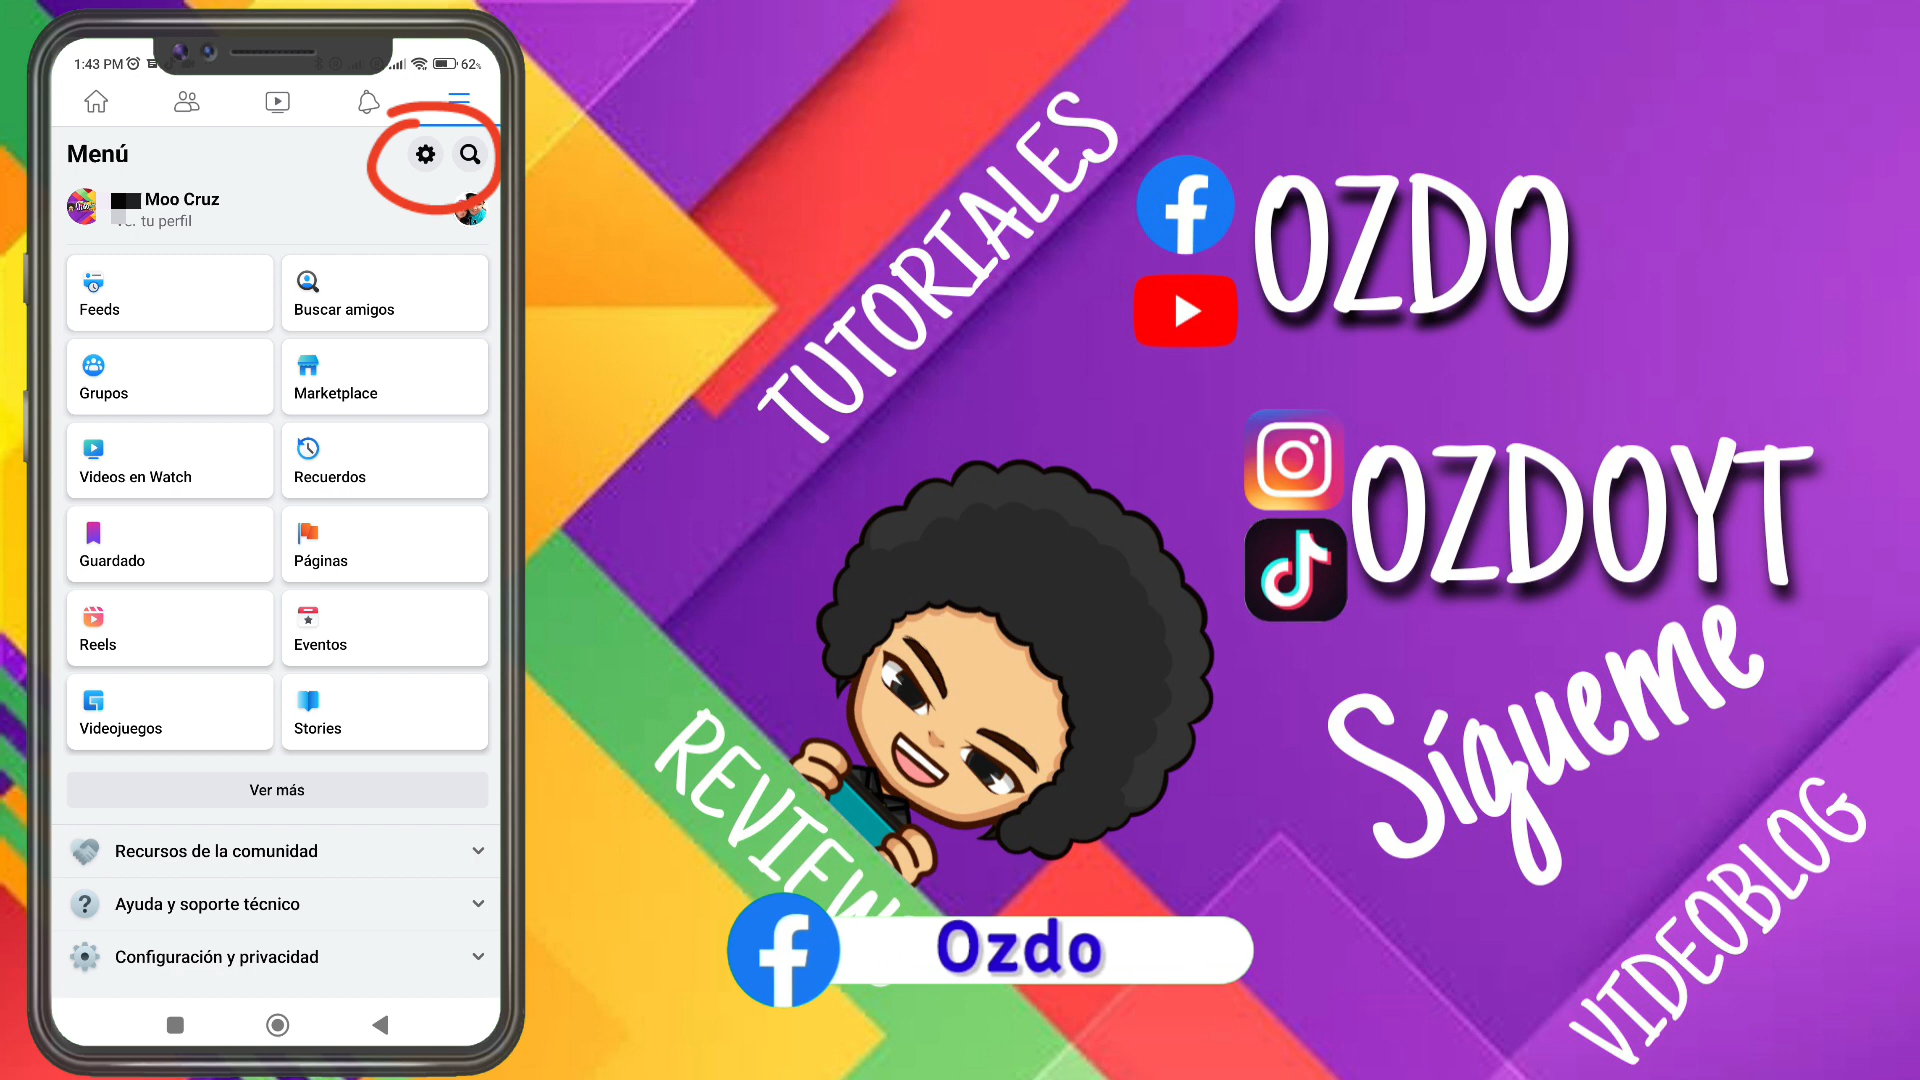 1:43 PM
62%
Menú
Moo Cruz
Ver tu perfil
Feeds
Buscar amigos
Grupos
Marketplace
Videos en Watch
Recuerdos
Guardado
Páginas
Reels
Eventos
Videojuegos
Stories
Ver más
Recursos de la comunidad
Ayuda y soporte técnico
Configuración y privacidad
TUTORIALES
OZDO
OZDOYT
Sígueme
REVIEW
Ozdo
VIDEOBLOG